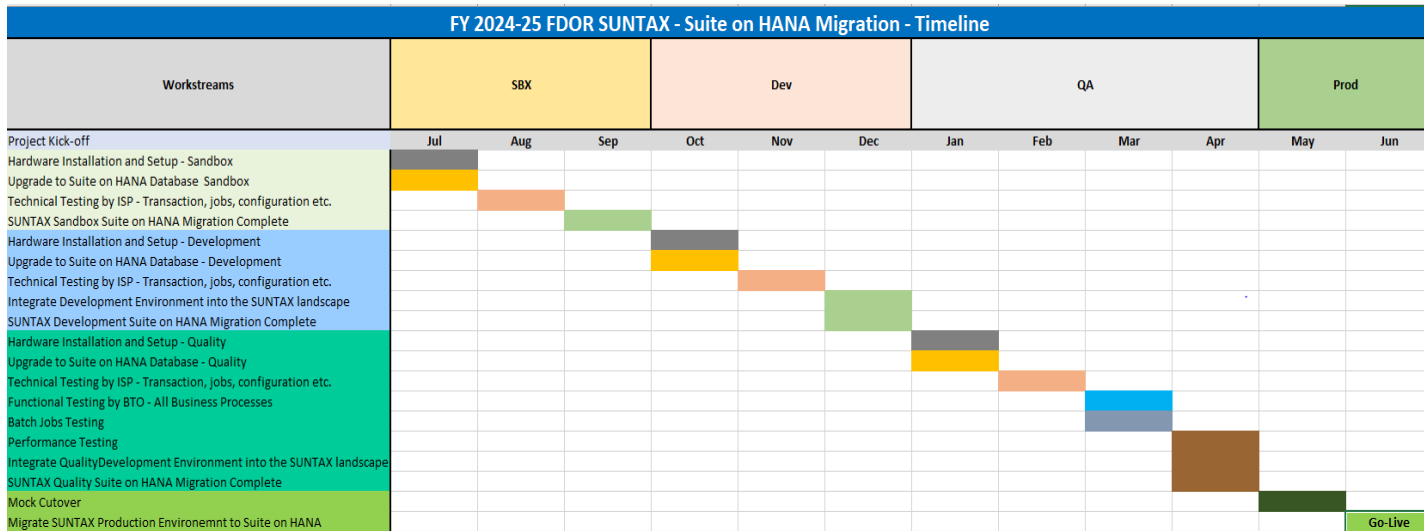 FY 2024-25 FDOR SUNTAX - Suite on HANA Migration - Timeline
Workstreams SBX Dev QA Prod
Project Kick-off Jul Aug Sep Oct Nov Dec Jan Feb Mar Apr May Jun
Hardware Installation and Setup - Sandbox
Upgrade to Suite on HANA Database Sandbox
Technical Testing by ISP - Transaction, jobs, configuration etc.
SUNTAX Sandbox Suite on HANA Migration Complete
Hardware Installation and Setup - Development
Upgrade to Suite on HANA Database - Development
Technical Testing by ISP - Transaction, jobs, configuration etc.
Integrate Development Environment into the SUNTAX landscape
SUNTAX Development Suite on HANA Migration Complete
Hardware Installation and Setup - Quality
Upgrade to Suite on HANA Database - Quality
Technical Testing by ISP - Transaction, jobs, configuration etc.
Functional Testing by BTO - All Business Processes
Batch Jobs Testing
Performance Testing
Integrate QualityDevelopment Environment into the SUNTAX landscape
SUNTAX Quality Suite on HANA Migration Complete
Mock Cutover
Migrate SUNTAX Production Environemnt to Suite on HANA Go-Live